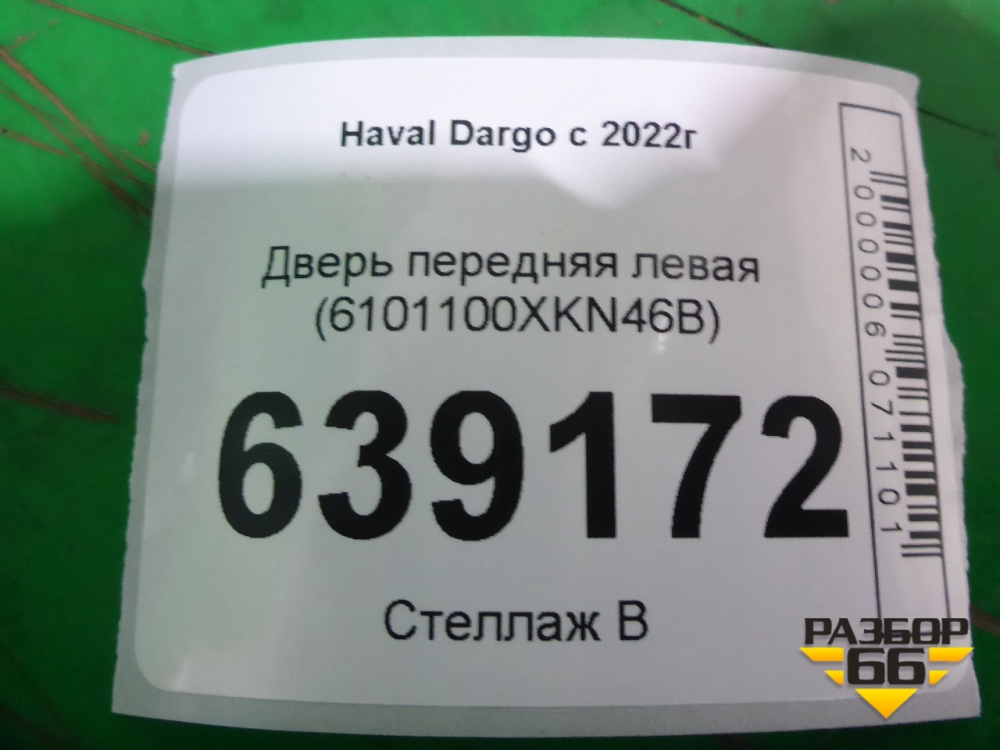 Haval Dargo с 2022г
Дверь передняя левая
(6101100XKN46B)
639172
Стеллаж В
2000006071101
РАЗБОР
66